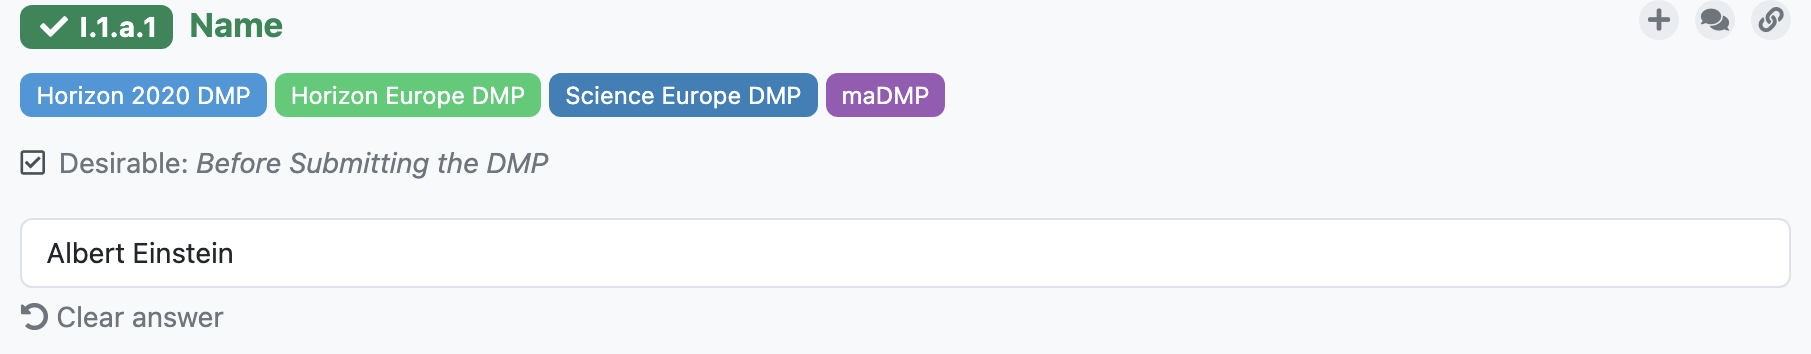 I.1.a.1 Name
Horizon 2020 DMP Horizon Europe DMP Science Europe DMP maDMP
Desirable: Before Submitting the DMP
Albert Einstein
Clear answer